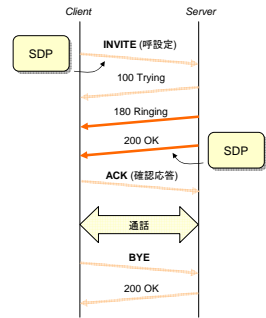 Client
Server
SDP
INVITE (呼設定)
100 Trying
180 Ringing
200 OK
SDP
ACK (確認応答)
通話
BYE
200 OK